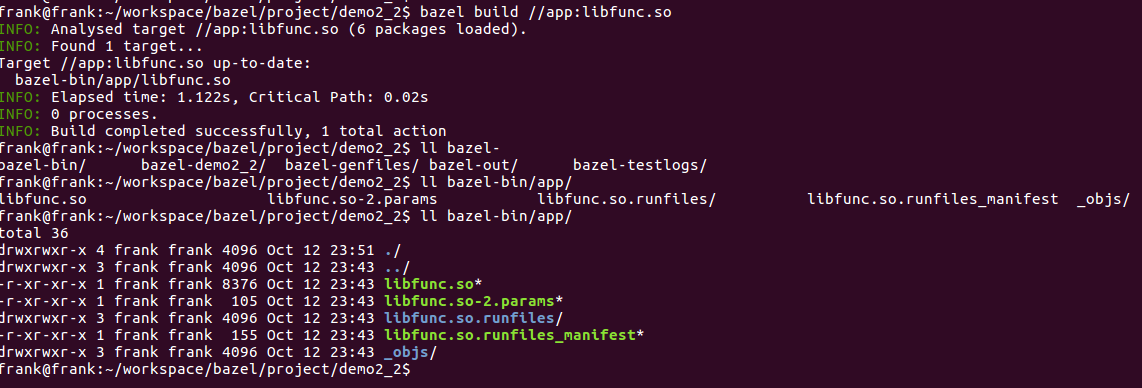 frank@frank:~/workspace/bazel/project/demo2_2$ bazel build //app:libfunc.so
INFO: Analysed target //app:libfunc.so (6 packages loaded).
INFO: Found 1 target...
Target //app:libfunc.so up-to-date:
  bazel-bin/app/libfunc.so
INFO: Elapsed time: 1.122s, Critical Path: 0.02s
INFO: 0 processes.
INFO: Build completed successfully, 1 total action
frank@frank:~/workspace/bazel/project/demo2_2$ ll bazel-
bazel-bin/      bazel-demo2_2/  bazel-genfiles/ bazel-out/      bazel-testlogs/
frank@frank:~/workspace/bazel/project/demo2_2$ ll bazel-bin/app/
libfunc.so                    libfunc.so-2.params           libfunc.so.runfiles/          libfunc.so.runfiles_manifest  _objs/
frank@frank:~/workspace/bazel/project/demo2_2$ ll bazel-bin/app/
total 36
drwxrwxr-x 4 frank frank 4096 Oct 12 23:51 ./
drwxrwxr-x 3 frank frank 4096 Oct 12 23:43 ../
-r-xr-xr-x 1 frank frank 8376 Oct 12 23:43 libfunc.so*
-r-xr-xr-x 1 frank frank  105 Oct 12 23:43 libfunc.so-2.params*
drwxrwxr-x 3 frank frank 4096 Oct 12 23:43 libfunc.so.runfiles/
-r-xr-xr-x 1 frank frank  155 Oct 12 23:43 libfunc.so.runfiles_manifest*
drwxrwxr-x 3 frank frank 4096 Oct 12 23:43 _objs/
frank@frank:~/workspace/bazel/project/demo2_2$